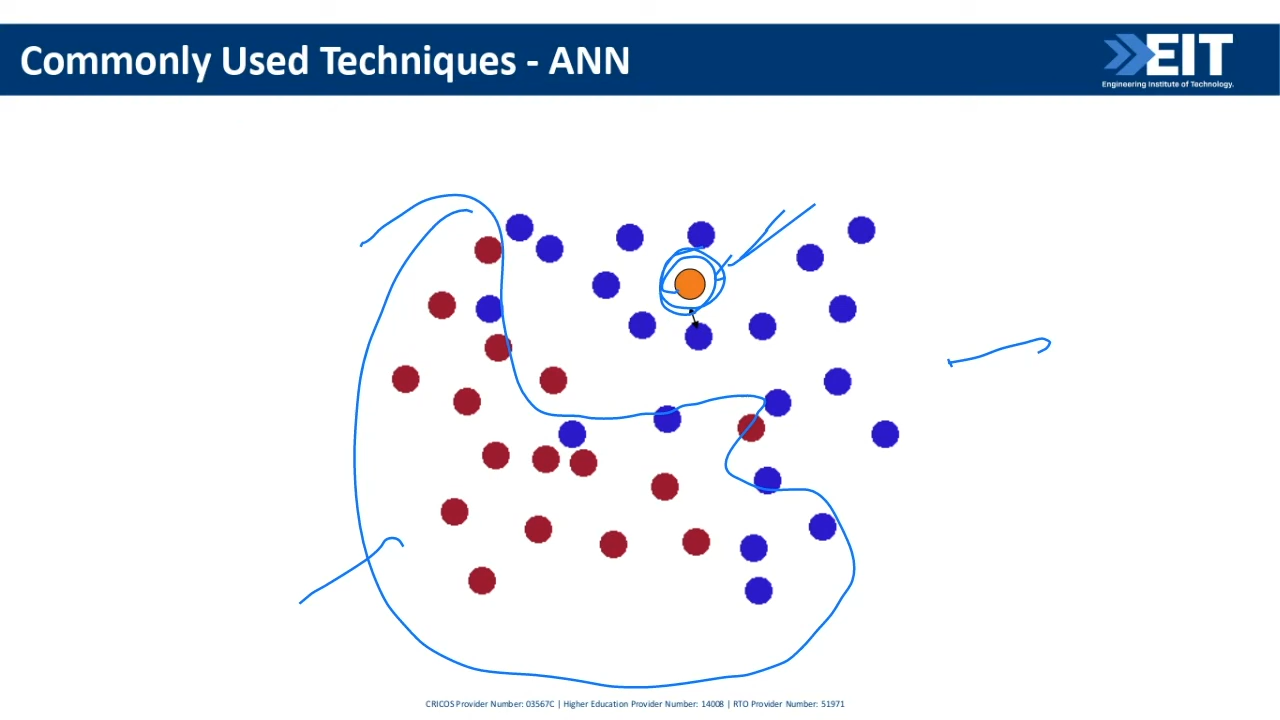 Commonly Used Techniques - ANN
EIT
Engineering Institute of Technology.
CRICOS Provider Number: 03567C | Higher Education Provider Number: 14008 | RTO Provider Number: 51971